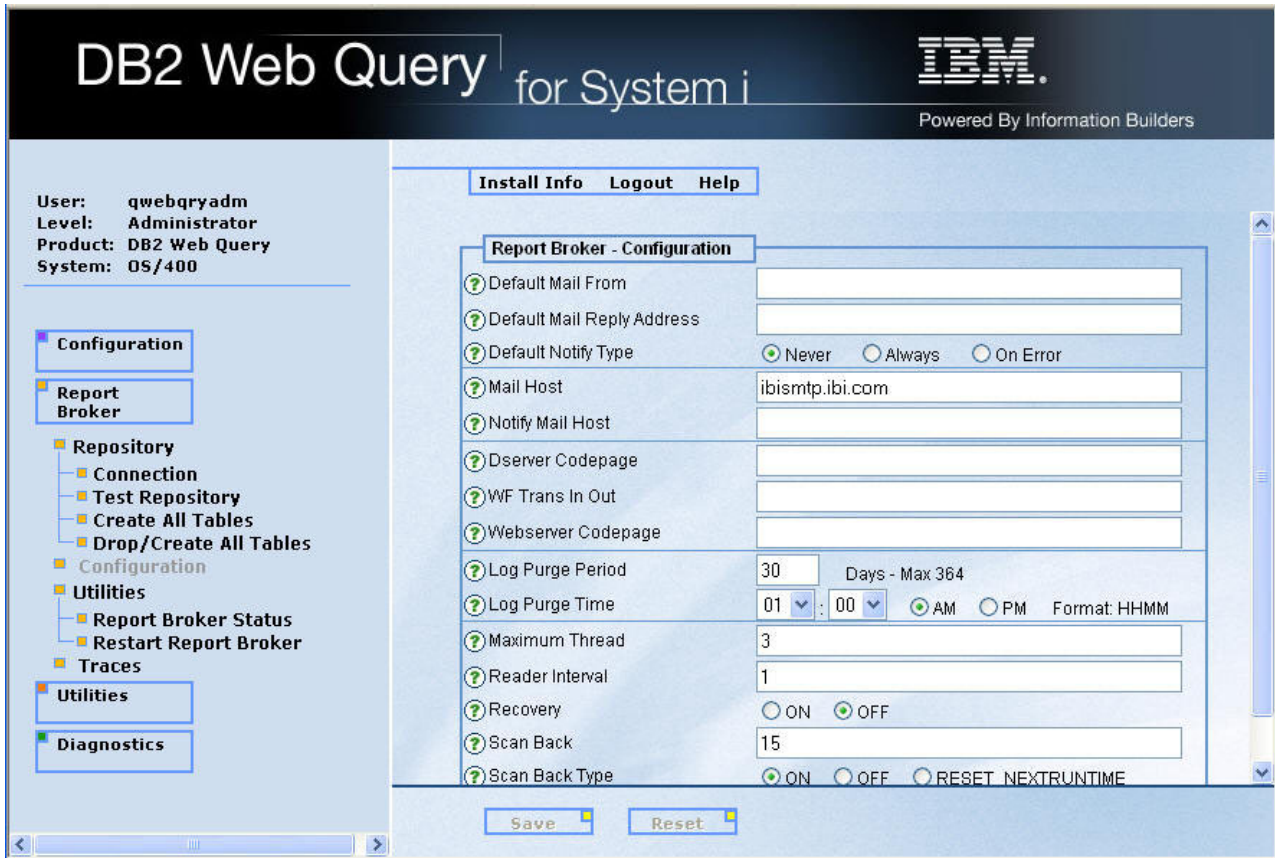 DB2 Web Query for System i
IBM.
Powered By Information Builders
User: qwebqryadm
Level: Administrator
Product: DB2 Web Query
System: OS/400
Configuration
Report
Broker
Repository
Connection
Test Repository
Create All Tables
Drop/Create All Tables
Configuration
Utilities
Report Broker Status
Restart Report Broker
Traces
Utilities
Diagnostics
Install Info Logout Help
Report Broker - Configuration
? Default Mail From
? Default Mail Reply Address
? Default Notify Type Never Always On Error
? Mail Host ibismtp.ibi.com
? Notify Mail Host
? Dserver Codepage
? WF Trans In Out
? Webserver Codepage
? Log Purge Period 30 Days - Max 364
? Log Purge Time 01 : 00 AM PM Format: HHMM
? Maximum Thread 3
? Reader Interval 1
? Recovery ON OFF
? Scan Back 15
? Scan Back Type ON OFF RESET_NEXTRUNTIME
Save Reset